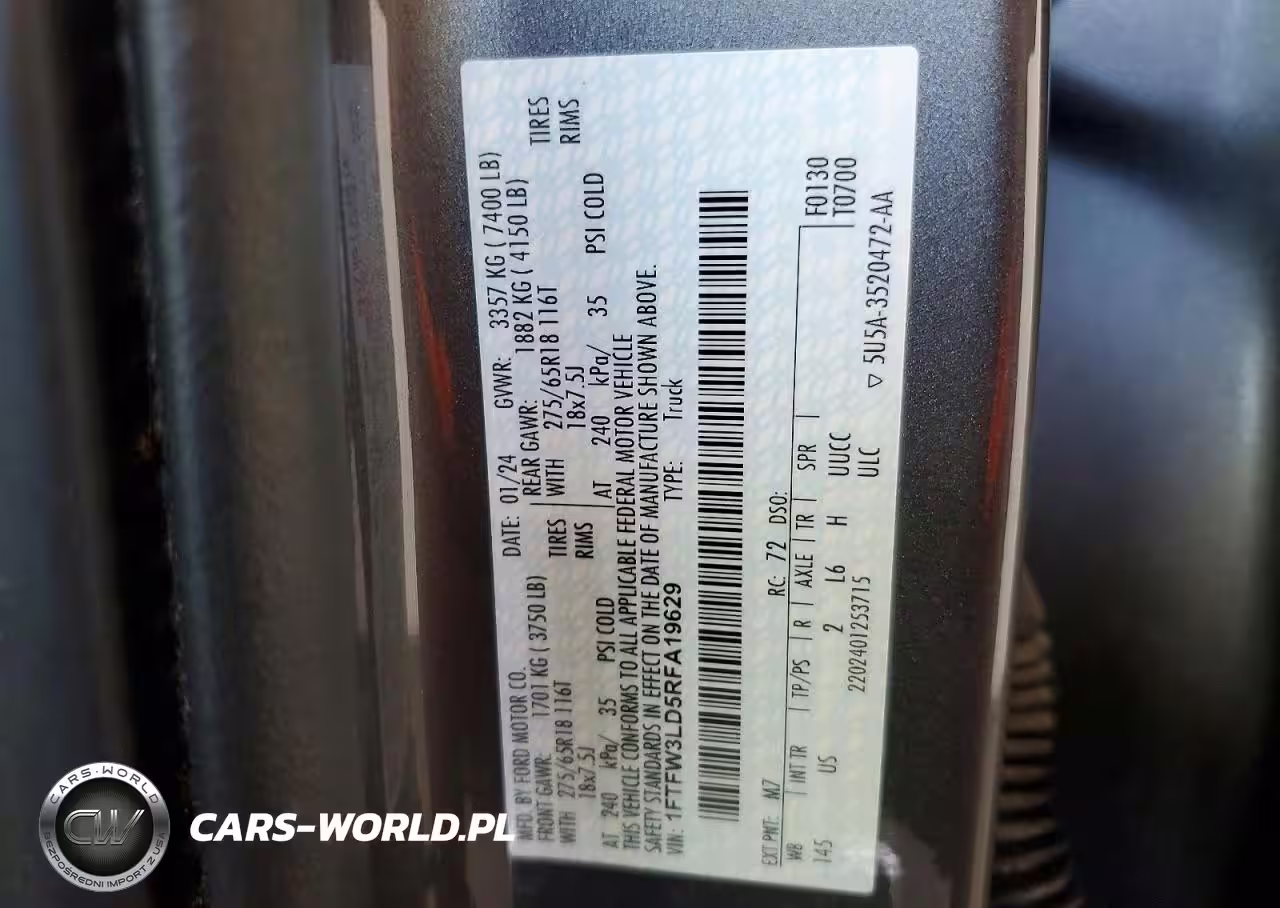 MFD. BY FORD MOTOR CO.
DATE: 01/24 GVWR: 3357 KG ( 7400 LB)
FRONT GAWR: 1701 KG ( 3750 LB) REAR GAWR: 1882 KG ( 4150 LB)
WITH 275/65R18 116T TIRES WITH 275/65R18 116T TIRES
18x7.5J RIMS 18x7.5J RIMS
AT 240 kPa/ 35 PSI COLD AT 240 kPa/ 35 PSI COLD
THIS VEHICLE CONFORMS TO ALL APPLICABLE FEDERAL MOTOR VEHICLE
SAFETY STANDARDS IN EFFECT ON THE DATE OF MANUFACTURE SHOWN ABOVE.
VIN: 1FTFW3LD5RFA19629 TYPE: Truck
EXT PNT: M7 RC: 72 DSO:
WB INT TR TP/PS R AXLE TR SPR F0130
145 US 2 L6 H UUCC T0700
ULC
2202401253715
▽ 5U5A-3520472-AA
CARS-WORLD
CW
BEZPOŚREDNI IMPORT Z USA
CARS-WORLD.PL